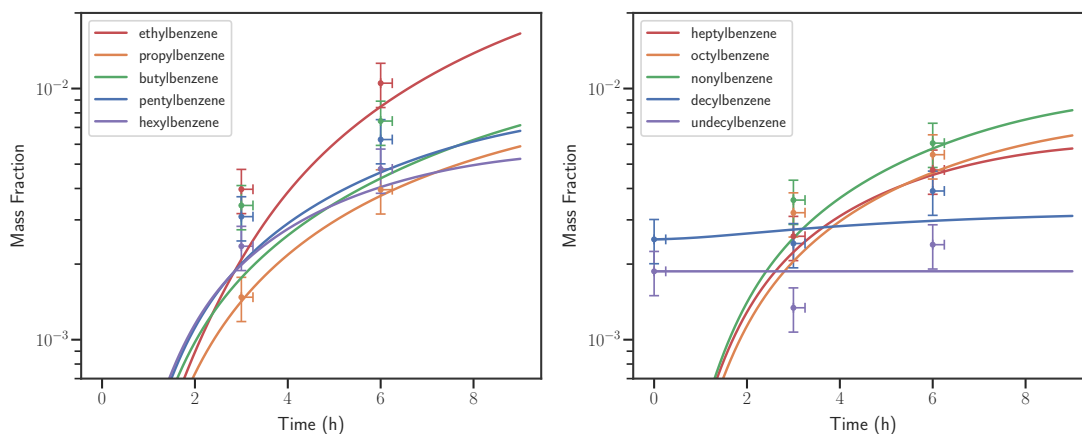 ethylbenzene
propylbenzene
butylbenzene
pentylbenzene
hexylbenzene
10^{-2}
10^{-3}
Mass Fraction
0 2 4 6 8
Time (h)
heptylbenzene
octylbenzene
nonylbenzene
decylbenzene
undecylbenzene
10^{-2}
10^{-3}
Mass Fraction
0 2 4 6 8
Time (h)